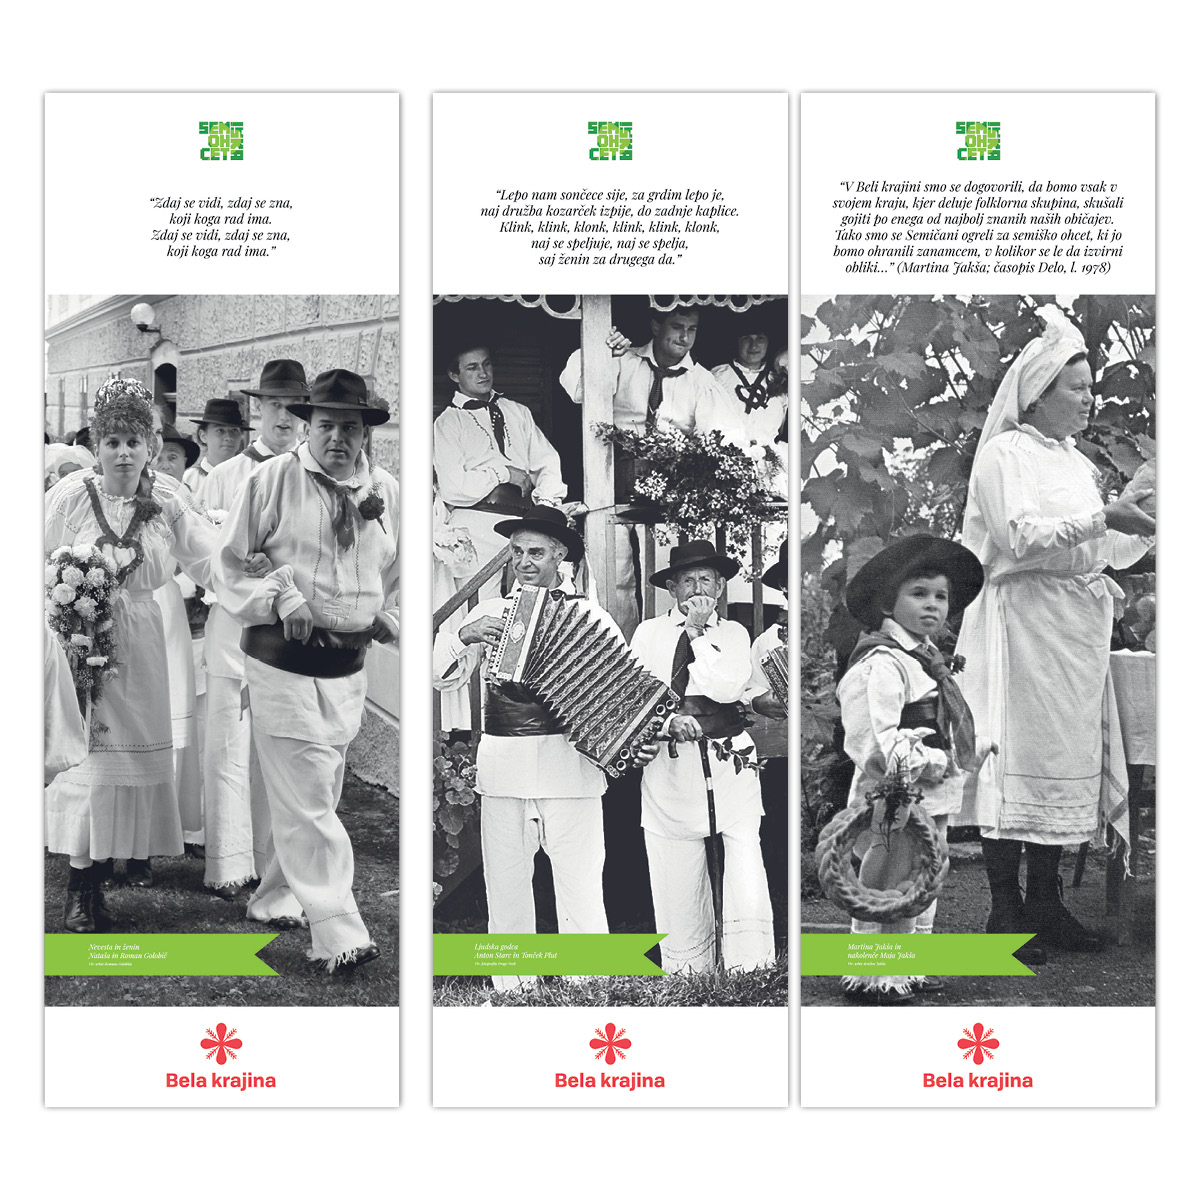 SEMIŠKA
OH
CET
“Zdaj se vidi, zdaj se zna,
koji koga rad ima.
Zdaj se vidi, zdaj se zna,
koji koga rad ima.”
Nevesta in ženin
Nataša in Roman Golobič
Bela krajina
SEMIŠKA
OH
CET
“Lepo nam sončece sije, za grdim lepo je,
naj družba kozarček izpije, do zadnje kaplice.
Klink, klink, klonk, klink, klink, klonk,
naj se speljuje, naj se spelja,
saj ženin za drugega da.”
Ljudska godca
Anton Starc in Tomček Plut
Bela krajina
SEMIŠKA
OH
CET
“V Beli krajini smo se dogovorili, da bomo vsak v
svojem kraju, kjer deluje folklorna skupina, skušali
gojiti po enega od najbolj znanih naših običajev.
Tako smo se Semičani ogreli za semiško ohcet, ki jo
bomo ohranili zanamcem, v kolikor se le da izvirni
obliki...” (Martina Jakša; časopis Delo, l. 1978)
Martina Jakša in
nakolenče Maja Jakša
Bela krajina